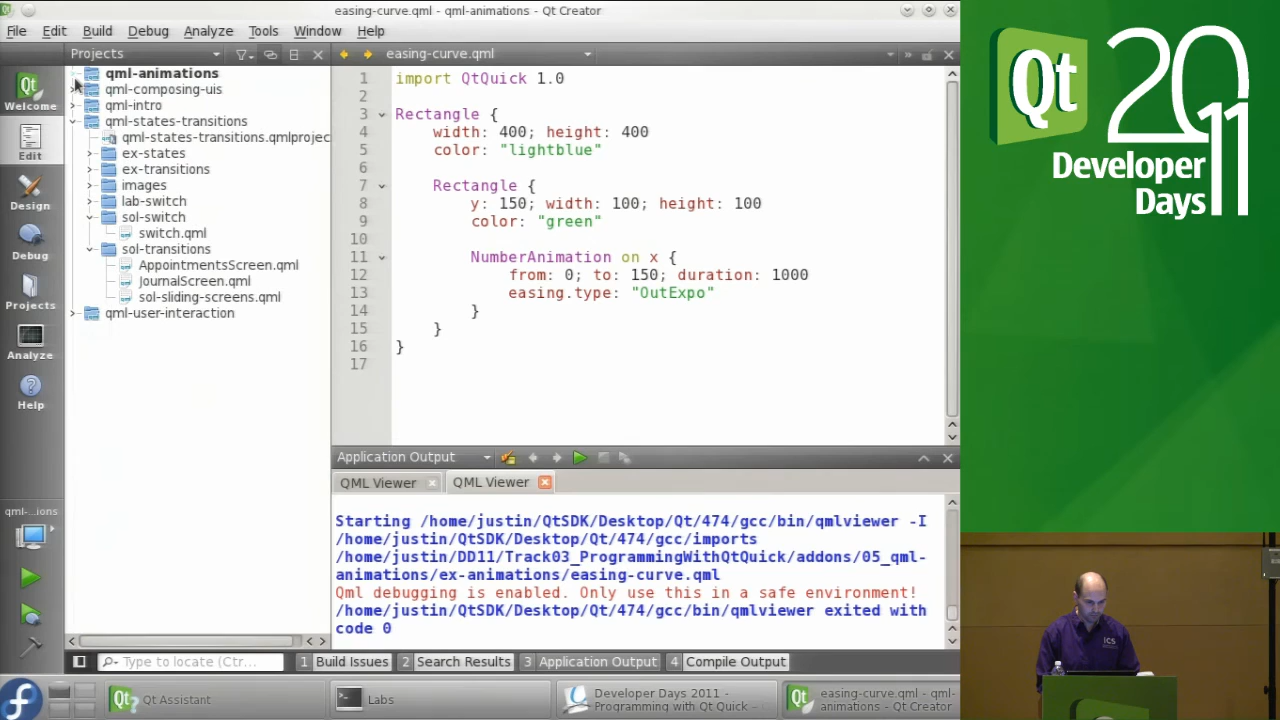 easing-curve.qml - qml-animations - Qt Creator
File Edit Build Debug Analyze Tools Window Help
Projects
easing-curve.qml
Welcome
Edit
Design
Debug
Projects
Analyze
Help
qml-...ions
qml-animations
qml-composing-uis
qml-intro
qml-states-transitions
qml-states-transitions.qmlprojec
ex-states
ex-transitions
images
lab-switch
sol-switch
switch.qml
sol-transitions
AppointmentsScreen.qml
JournalScreen.qml
sol-sliding-screens.qml
qml-user-interaction
1 import QtQuick 1.0
2
3 Rectangle {
4 width: 400; height: 400
5 color: "lightblue"
6
7 Rectangle {
8 y: 150; width: 100; height: 100
9 color: "green"
10
11 NumberAnimation on x {
12 from: 0; to: 150; duration: 1000
13 easing.type: "OutExpo"
14 }
15 }
16 }
17
Application Output
QML Viewer QML Viewer
Starting /home/justin/QtSDK/Desktop/Qt/474/gcc/bin/qmlviewer -I
/home/justin/QtSDK/Desktop/Qt/474/gcc/imports
/home/justin/DD11/Track03_ProgrammingWithQtQuick/addons/05_qml-
animations/ex-animations/easing-curve.qml
Qml debugging is enabled. Only use this in a safe environment!
/home/justin/QtSDK/Desktop/Qt/474/gcc/bin/qmlviewer exited with
code 0
Type to locate (Ctr...
1 Build Issues 2 Search Results 3 Application Output 4 Compile Output
Qt Assistant
Labs
Developer Days 2011 -
Programming with Qt Quick -
easing-curve.qml - qml-
animations - Qt Creator
Qt 2011
Developer
Days
ICS